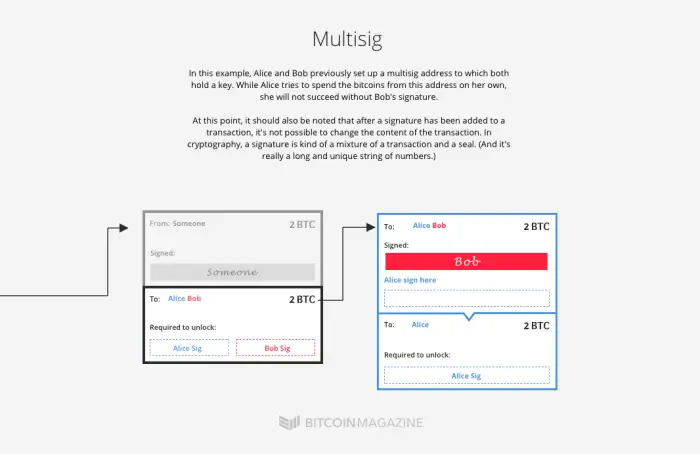 Multisig
In this example, Alice and Bob previously set up a multisig address to which both
hold a key. While Alice tries to spend the bitcoins from this address on her own,
she will not succeed without Bob's signature.
At this point, it should also be noted that after a signature has been added to a
transaction, it's not possible to change the content of the transaction. In
cryptography, a signature is kind of a mixture of a transaction and a seal. (And it's
really a long and unique string of numbers.)
From: Someone 2 BTC
Signed:
Someone
To: Alice Bob 2 BTC
Required to unlock:
Alice Sig Bob Sig
To: Alice Bob 2 BTC
Signed:
Bob
Alice sign here
To: Alice 2 BTC
Required to unlock:
Alice Sig
BITCOINMAGAZINE